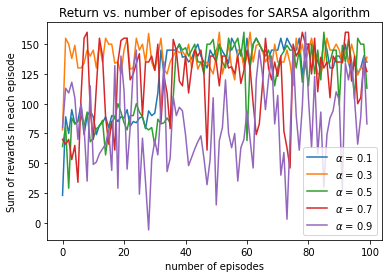 Return vs. number of episodes for SARSA algorithm
Sum of rewards in each episode
150
125
100
75
50
25
0
α = 0.1
α = 0.3
α = 0.5
α = 0.7
α = 0.9
0 20 40 60 80 100
number of episodes